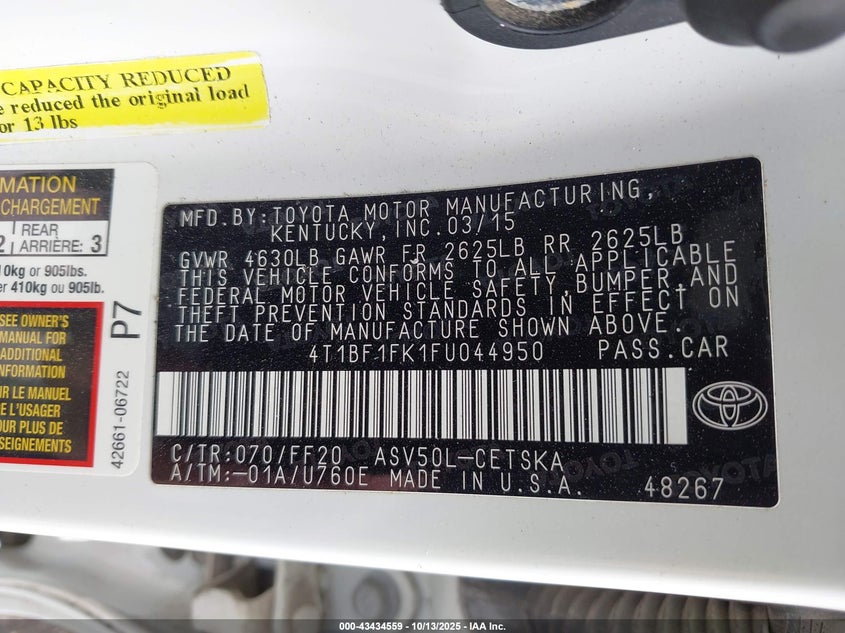 CAPACITY REDUCED
reduced the original load
or 13 lbs
MATION
CHARGEMENT
2 | REAR
ARRIÈRE: 3
10kg or 905lbs.
er 410kg ou 905lb.
SEE OWNER'S
MANUAL FOR
ADDITIONAL
INFORMATION
LE MANUEL
L'USAGER
POUR PLUS DE
SEIGNEMENTS
42661-06722 P7
MFD. BY: TOYOTA MOTOR MANUFACTURING,
KENTUCKY, INC. 03/15
GVWR 4630LB GAWR FR 2625LB RR 2625LB
THIS VEHICLE CONFORMS TO ALL APPLICABLE
FEDERAL MOTOR VEHICLE SAFETY, BUMPER, AND
THEFT PREVENTION STANDARDS IN EFFECT ON
THE DATE OF MANUFACTURE SHOWN ABOVE.
4T1BF1FK1FU044950 PASS.CAR
C/TR:070/FF20 ASV50L-CETSKA
A/TM:-01A/U760E MADE IN U.S.A. 48267
000-43434559 - 10/13/2025 - IAA Inc.